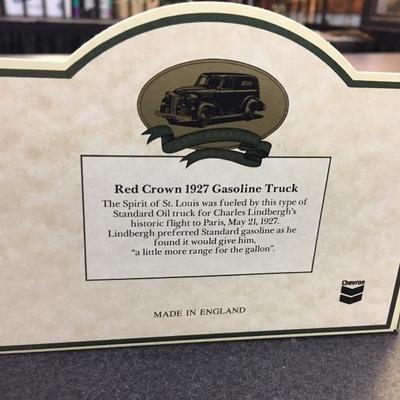 COMMEMORATIVE
Red Crown 1927 Gasoline Truck
The Spirit of St. Louis was fueled by this type of
Standard Oil truck for Charles Lindbergh's
historic flight to Paris, May 21, 1927.
Lindbergh preferred Standard gasoline as he
found it would give him,
"a little more range for the gallon".
Chevron
MADE IN ENGLAND